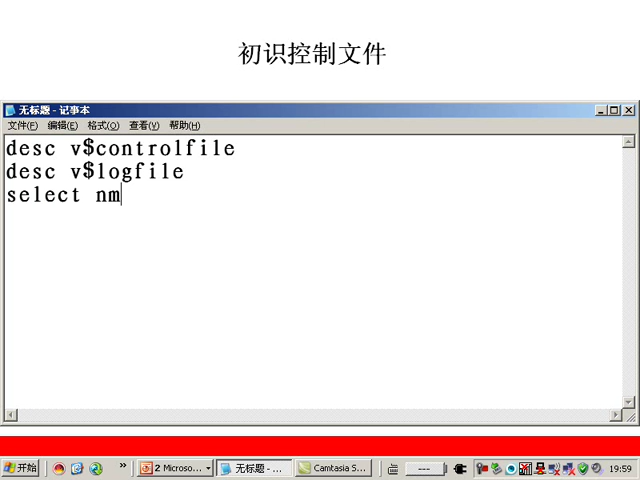 初识控制文件
无标题 - 记事本
文件(F) 编辑(E) 格式(O) 查看(V) 帮助(H)
desc v$controlfile
desc v$logfile
select nm
开始 » 2 Microso... 无标题 - ... Camtasia S... --- 19:59